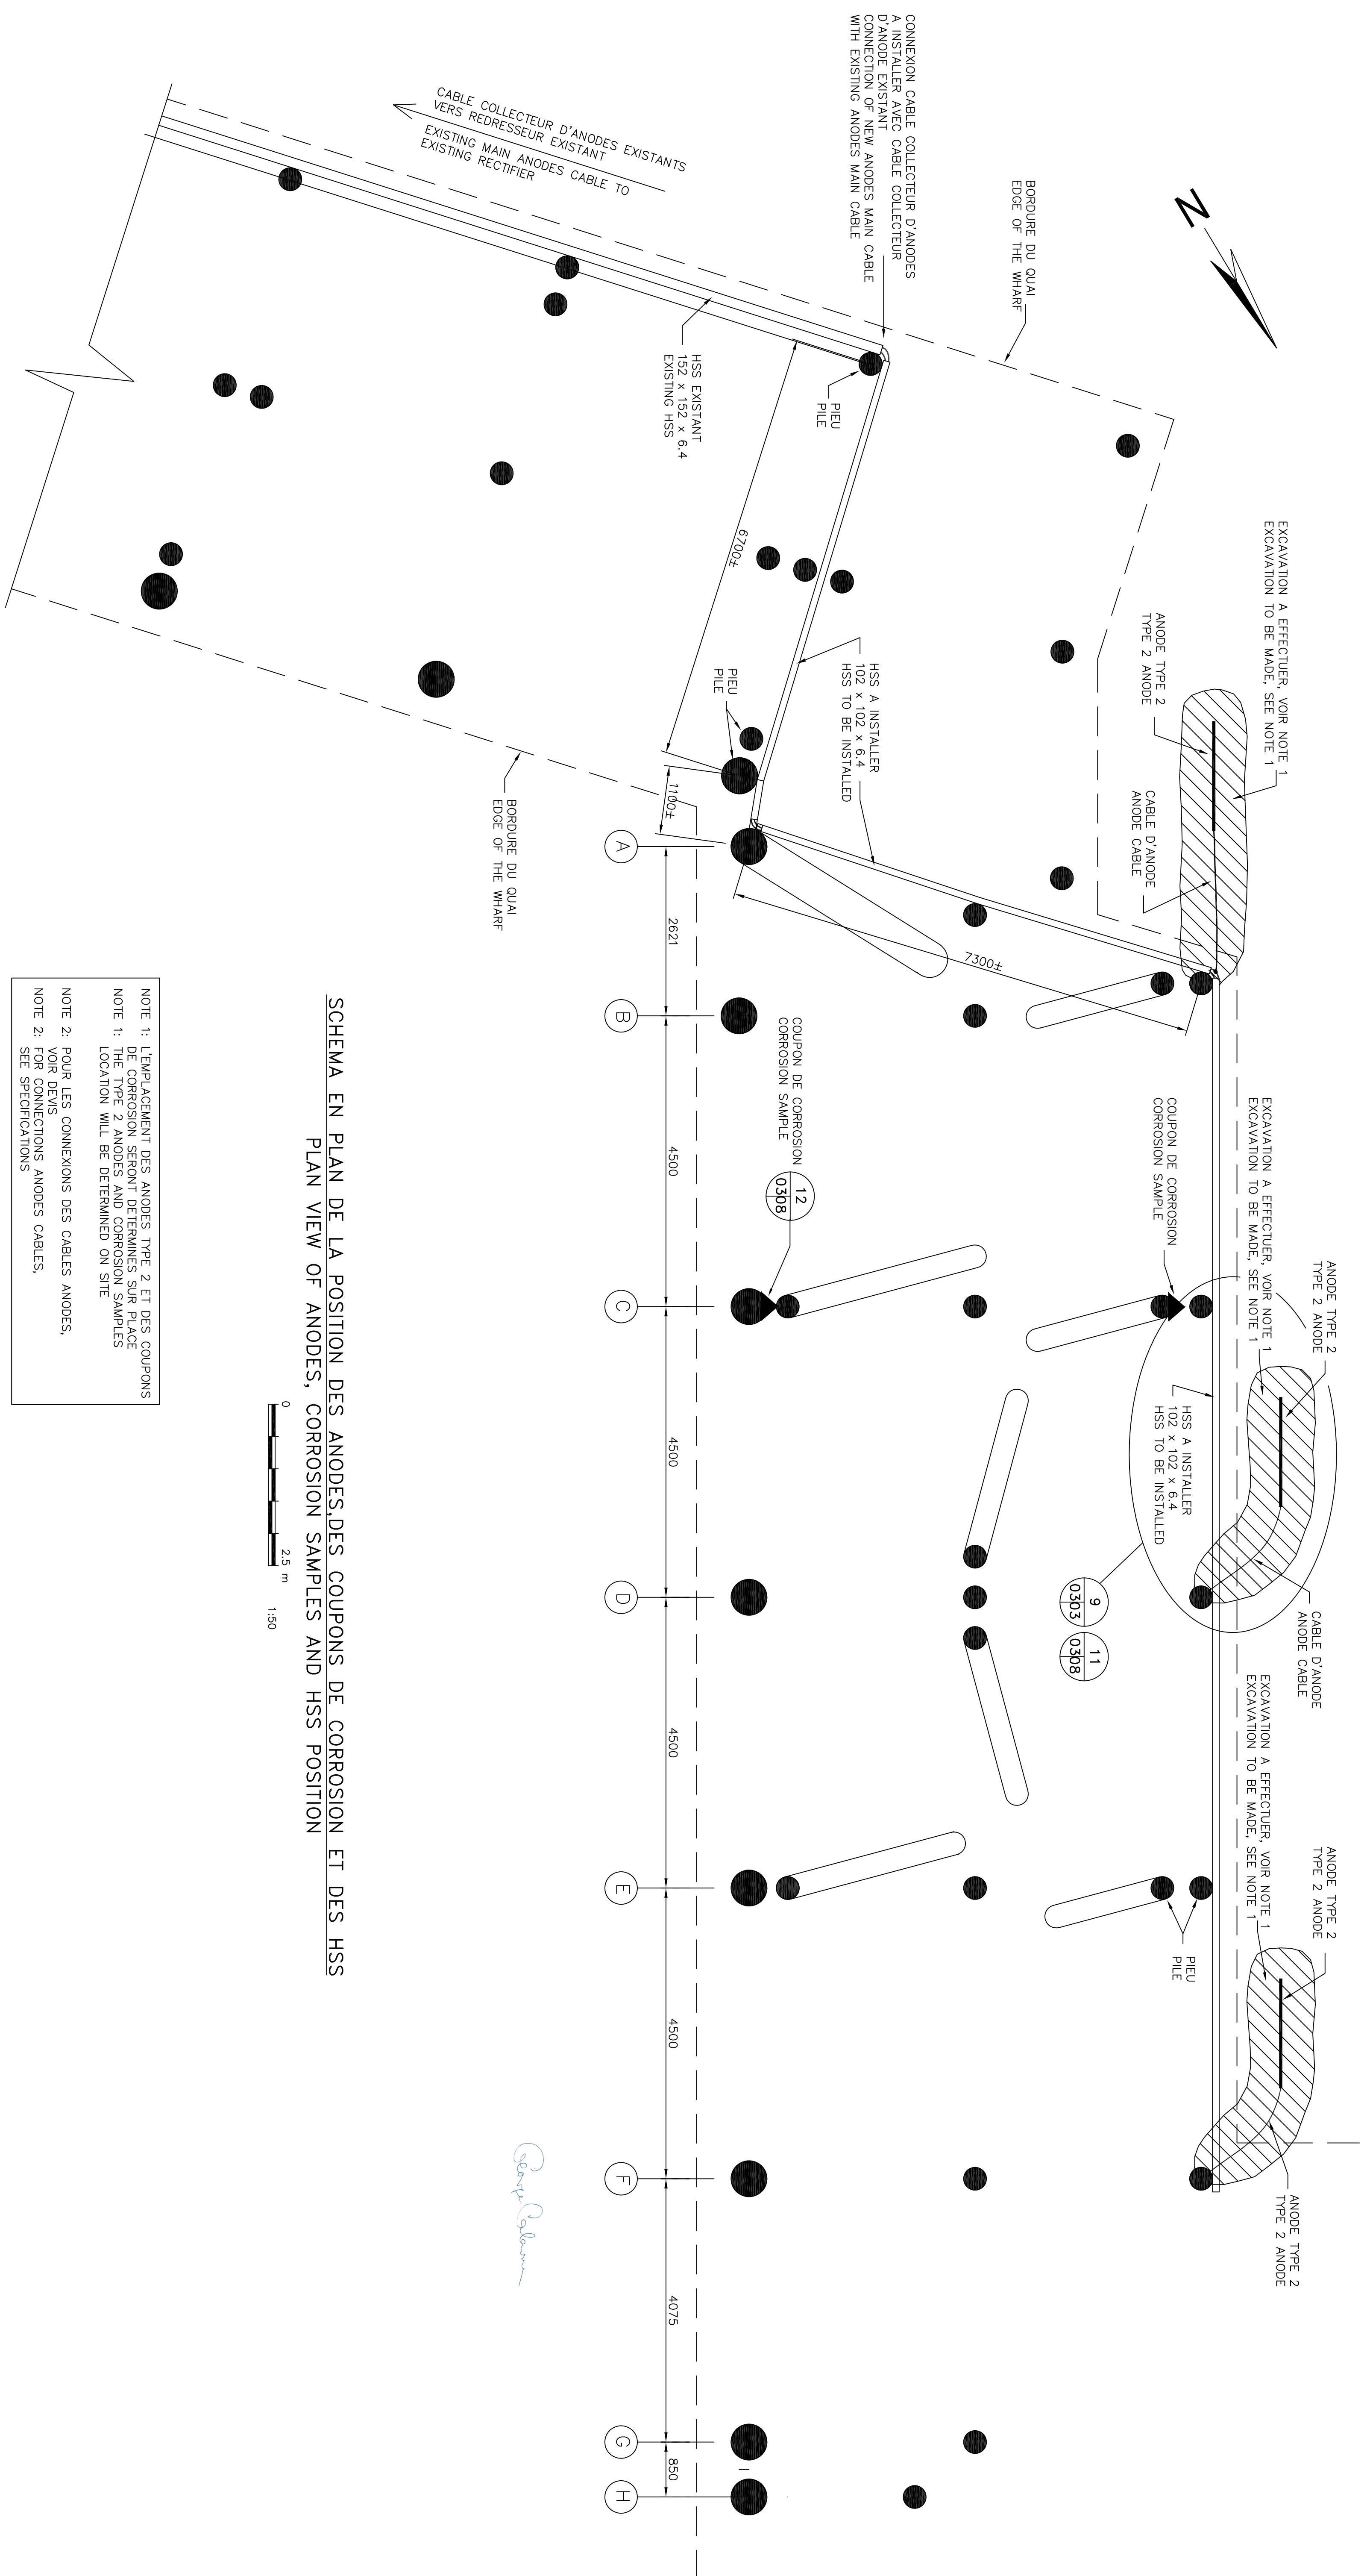 CONNEXION CABLE COLLECTEUR D'ANODES
A INSTALLER AVEC CABLE COLLECTEUR
D'ANODE EXISTANT
CONNECTION OF NEW ANODES MAIN CABLE
WITH EXISTING ANODES MAIN CABLE
CABLE COLLECTEUR D'ANODES EXISTANTS
VERS REDRESSEUR EXISTANT
EXISTING MAIN ANODES CABLE TO
EXISTING RECTIFIER
N
BORDURE DU QUAI
EDGE OF THE WHARF
HSS EXISTANT
152 x 152 x 6.4
EXISTING HSS
PIEU
PILE
6700±
EXCAVATION A EFFECTUER, VOIR NOTE 1
EXCAVATION TO BE MADE, SEE NOTE 1
ANODE TYPE 2
TYPE 2 ANODE
CABLE D'ANODE
ANODE CABLE
HSS A INSTALLER
102 x 102 x 6.4
HSS TO BE INSTALLED
PIEU
PILE
1100±
BORDURE DU QUAI
EDGE OF THE WHARF
7300±
COUPON DE CORROSION
CORROSION SAMPLE
12
0308
COUPON DE CORROSION
CORROSION SAMPLE
EXCAVATION A EFFECTUER, VOIR NOTE 1
EXCAVATION TO BE MADE, SEE NOTE 1
ANODE TYPE 2
TYPE 2 ANODE
HSS A INSTALLER
102 x 102 x 6.4
HSS TO BE INSTALLED
9
0303
11
0308
CABLE D'ANODE
ANODE CABLE
EXCAVATION A EFFECTUER, VOIR NOTE 1
EXCAVATION TO BE MADE, SEE NOTE 1
ANODE TYPE 2
TYPE 2 ANODE
PIEU
PILE
ANODE TYPE 2
TYPE 2 ANODE
2621
4500
4500
4500
4500
4075
850
A
B
C
D
E
F
G
H
SCHEMA EN PLAN DE LA POSITION DES ANODES,DES COUPONS DE CORROSION ET DES HSS
PLAN VIEW OF ANODES, CORROSION SAMPLES AND HSS POSITION
0
2.5 m
1:50
NOTE 1: L'EMPLACEMENT DES ANODES TYPE 2 ET DES COUPONS
DE CORROSION SERONT DETERMINES SUR PLACE
NOTE 1: THE TYPE 2 ANODES AND CORROSION SAMPLES
LOCATION WILL BE DETERMINED ON SITE
NOTE 2: POUR LES CONNEXIONS DES CABLES ANODES,
VOIR DEVIS
NOTE 2: FOR CONNECTIONS ANODES CABLES,
SEE SPECIFICATIONS